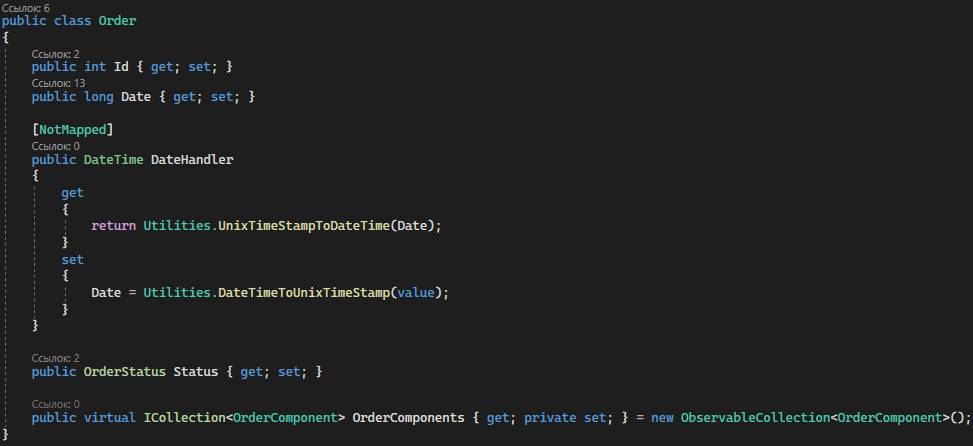 Ссылок: 6
public class Order
{
Ссылок: 2
public int Id { get; set; }
Ссылок: 13
public long Date { get; set; }
[NotMapped]
Ссылок: 0
public DateTime DateHandler
{
get
{
return Utilities.UnixTimeStampToDateTime(Date);
}
set
{
Date = Utilities.DateTimeToUnixTimeStamp(value);
}
}
Ссылок: 2
public OrderStatus Status { get; set; }
Ссылок: 0
public virtual ICollection<OrderComponent> OrderComponents { get; private set; } = new ObservableCollection<OrderComponent>();
}